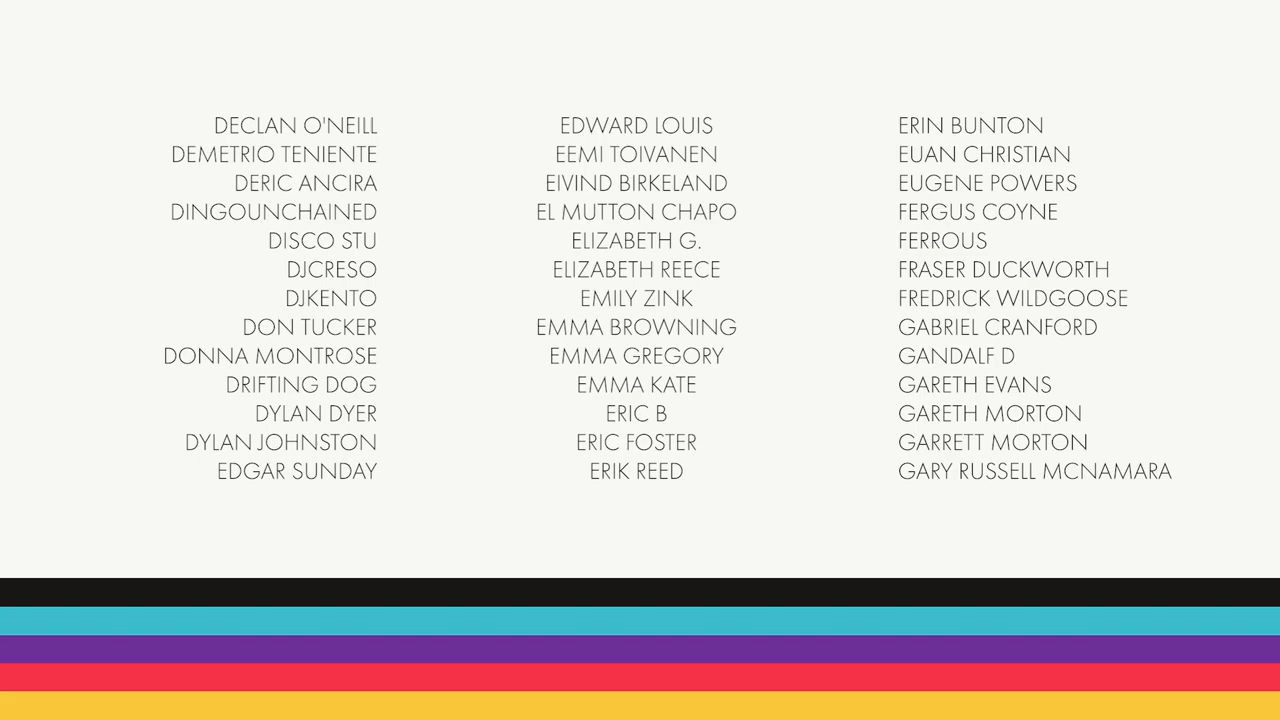 DECLAN O'NEILL
DEMETRIO TENIENTE
DERIC ANCIRA
DINGOUNCHAINED
DISCO STU
DJCRESO
DJKENTO
DON TUCKER
DONNA MONTROSE
DRIFTING DOG
DYLAN DYER
DYLAN JOHNSTON
EDGAR SUNDAY
EDWARD LOUIS
EEMI TOIVANEN
EIVIND BIRKELAND
EL MUTTON CHAPO
ELIZABETH G.
ELIZABETH REECE
EMILY ZINK
EMMA BROWNING
EMMA GREGORY
EMMA KATE
ERIC B
ERIC FOSTER
ERIK REED
ERIN BUNTON
EUAN CHRISTIAN
EUGENE POWERS
FERGUS COYNE
FERROUS
FRASER DUCKWORTH
FREDRICK WILDGOOSE
GABRIEL CRANFORD
GANDALF D
GARETH EVANS
GARETH MORTON
GARRETT MORTON
GARY RUSSELL MCNAMARA